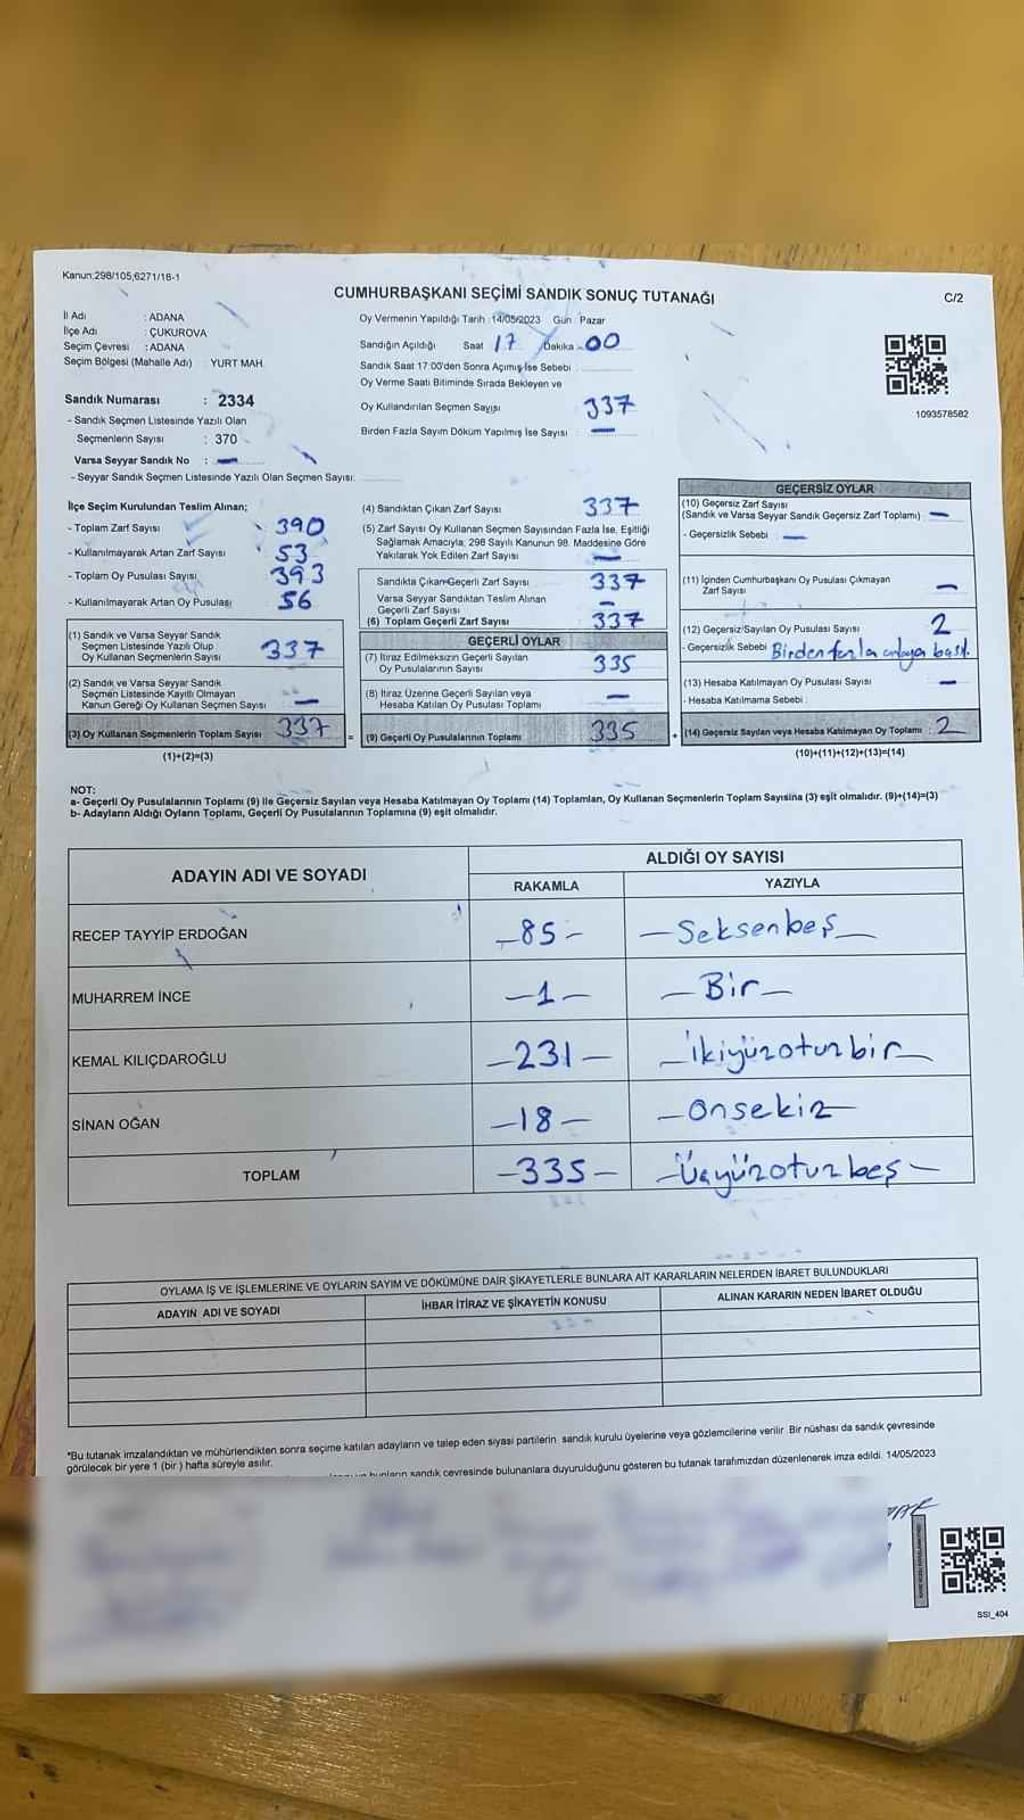 Kanun:298/105,6271/18-1
CUMHURBAŞKANI SEÇİMİ SANDIK SONUÇ TUTANAĞI
C/2
İl Adı : ADANA
İlçe Adı : ÇUKUROVA
Seçim Çevresi : ADANA
Seçim Bölgesi (Mahalle Adı) : YURT MAH
Sandık Numarası : 2334
- Sandık Seçmen Listesinde Yazılı Olan
Seçmenlerin Sayısı : 370
Varsa Seyyar Sandık No : —
- Seyyar Sandık Seçmen Listesinde Yazılı Olan Seçmen Sayısı:
Oy Vermenin Yapıldığı Tarih :14/05/2023 Gün : Pazar
Sandığın Açıldığı Saat 17 Dakika 00
Sandık Saat 17:00'den Sonra Açımış İse Sebebi :
Oy Verme Saati Bitiminde Sırada Bekleyen ve
Oy Kullandırılan Seçmen Sayısı 337
Birden Fazla Sayım Döküm Yapılmış İse Sayısı : —
1093578582
İlçe Seçim Kurulundan Teslim Alınan;
- Toplam Zarf Sayısı 390
- Kullanılmayarak Artan Zarf Sayısı 53
- Toplam Oy Pusulası Sayısı 393
- Kullanılmayarak Artan Oy Pusulası 56
(1) Sandık ve Varsa Seyyar Sandık
Seçmen Listesinde Yazılı Olup
Oy Kullanan Seçmenlerin Sayısı 337
(2) Sandık ve Varsa Seyyar Sandık
Seçmen Listesinde Kayıtlı Olmayan
Kanun Gereği Oy Kullanan Seçmen Sayısı —
(3) Oy Kullanan Seçmenlerin Toplam Sayısı 337
(1)+(2)=(3)
(4) Sandıktan Çıkan Zarf Sayısı 337
(5) Zarf Sayısı Oy Kullanan Seçmen Sayısından Fazla İse, Eşitliği
Sağlamak Amacıyla; 298 Sayılı Kanunun 98. Maddesine Göre
Yakılarak Yok Edilen Zarf Sayısı —
Sandıkta Çıkan Geçerli Zarf Sayısı 337
Varsa Seyyar Sandıktan Teslim Alınan
Geçerli Zarf Sayısı —
(6) Toplam Geçerli Zarf Sayısı 337
GEÇERLİ OYLAR
(7) İtiraz Edilmeksizin Geçerli Sayılan
Oy Pusulalarının Sayısı 335
(8) İtiraz Üzerine Geçerli Sayılan veya
Hesaba Katılan Oy Pusulası Toplamı —
= (9) Geçerli Oy Pusulalarının Toplamı 335
GEÇERSİZ OYLAR
(10) Geçersiz Zarf Sayısı
(Sandık ve Varsa Seyyar Sandık Geçersiz Zarf Toplamı) —
- Geçersizlik Sebebi : —
(11) İçinden Cumhurbaşkanı Oy Pusulası Çıkmayan
Zarf Sayısı —
(12) Geçersiz Sayılan Oy Pusulası Sayısı 2
- Geçersizlik Sebebi : Birden fazla
(13) Hesaba Katılmayan Oy Pusulası Sayısı —
- Hesaba Katılmama Sebebi :
+ (14) Geçersiz Sayılan veya Hesaba Katılmayan Oy Toplamı : 2
(10)+(11)+(12)+(13)=(14)
NOT:
a- Geçerli Oy Pusulalarının Toplamı (9) ile Geçersiz Sayılan veya Hesaba Katılmayan Oy Toplamı (14) Toplamları, Oy Kullanan Seçmenlerin Toplam Sayısına (3) eşit olmalıdır. (9)+(14)=(3)
b- Adayların Aldığı Oyların Toplamı, Geçerli Oy Pusulalarının Toplamına (9) eşit olmalıdır.
ADAYIN ADI VE SOYADI
ALDIĞI OY SAYISI
RAKAMLA YAZIYLA
RECEP TAYYİP ERDOĞAN -85- -Seksenbeş-
MUHARREM İNCE -1- -Bir-
KEMAL KILIÇDAROĞLU -231- -İkiyüzotuzbir-
SİNAN OĞAN -18- -Onsekiz-
TOPLAM -335- -Üçyüzotuzbeş-
OYLAMA İŞ VE İŞLEMLERİNE VE OYLARIN SAYIM VE DÖKÜMÜNE DAİR ŞİKAYETLERLE BUNLARA AİT KARARLARIN NELERDEN İBARET BULUNDUKLARI
ADAYIN ADI VE SOYADI İHBAR İTİRAZ VE ŞİKAYETİN KONUSU ALINAN KARARIN NEDEN İBARET OLDUĞU
*Bu tutanak imzalandıktan ve mühürlendikten sonra seçime katılan adayların ve talep eden siyasi partilerin sandık kurulu üyelerine veya gözlemcilerine verilir. Bir nüshası da sandık çevresinde
görülecek bir yere 1 (bir ) hafta süreyle asılır.
bunların sandık çevresinde bulunanlara duyurulduğunu gösteren bu tutanak tarafımızdan düzenlenerek imza edildi. 14/05/2023
SSI_404